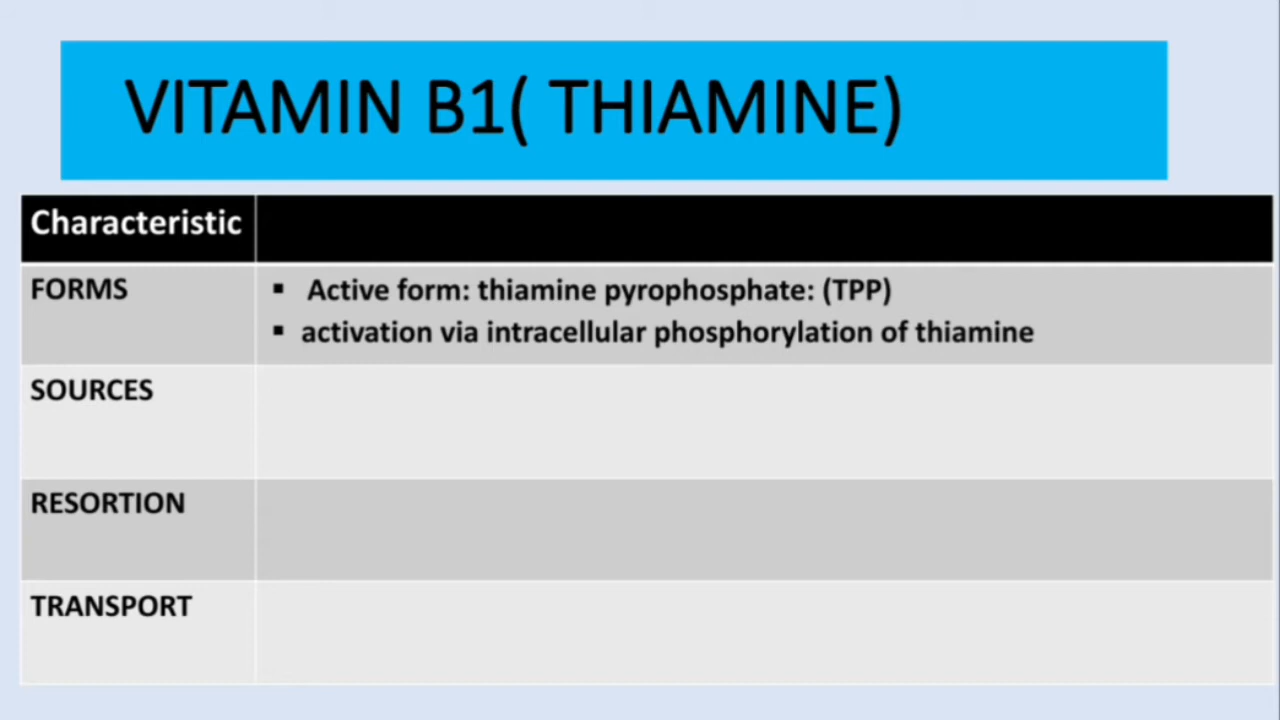 VITAMIN B1( THIAMINE)
Characteristic
FORMS
▪ Active form: thiamine pyrophosphate: (TPP)
▪ activation via intracellular phosphorylation of thiamine
SOURCES
RESORTION
TRANSPORT